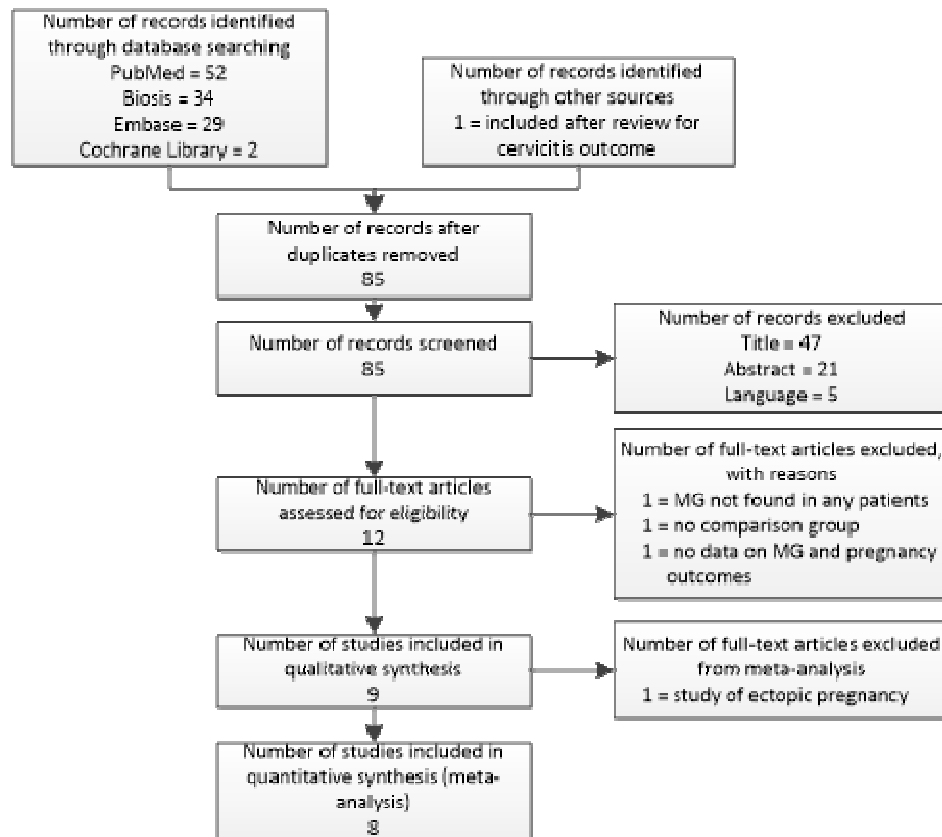 Number of records identified
through database searching
PubMed = 52
Biosis = 34
Embase = 29
Cochrane Library = 2
Number of records identified
through other sources
1 = included after review for
cervicitis outcome
Number of records after
duplicates removed
85
Number of records screened
85
Number of records excluded
Title = 47
Abstract = 21
Language = 5
Number of full-text articles
assessed for eligibility
12
Number of full-text articles excluded,
with reasons
1 = MG not found in any patients
1 = no comparison group
1 = no data on MG and pregnancy
outcomes
Number of studies included in
qualitative synthesis
9
Number of full-text articles excluded
from meta-analysis
1 = study of ectopic pregnancy
Number of studies included in
quantitative synthesis (meta-
analysis)
8